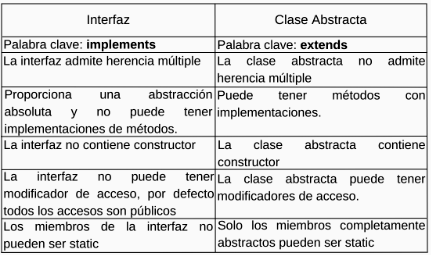 Interfaz
Clase Abstracta
Palabra clave: implements
Palabra clave: extends
La interfaz admite herencia múltiple
La clase abstracta no admite
herencia múltiple
Proporciona una abstracción
absoluta y no puede tener
implementaciones de métodos.
Puede tener métodos con
implementaciones.
La interfaz no contiene constructor
La clase abstracta contiene
constructor
La interfaz no puede tener
modificador de acceso, por defecto
todos los accesos son públicos
La clase abstracta puede tener
modificadores de acceso.
Los miembros de la interfaz no
pueden ser static
Solo los miembros completamente
abstractos pueden ser static